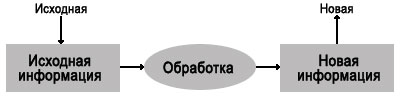 Исходная
Новая
Исходная
информация
Обработка
Новая
информация